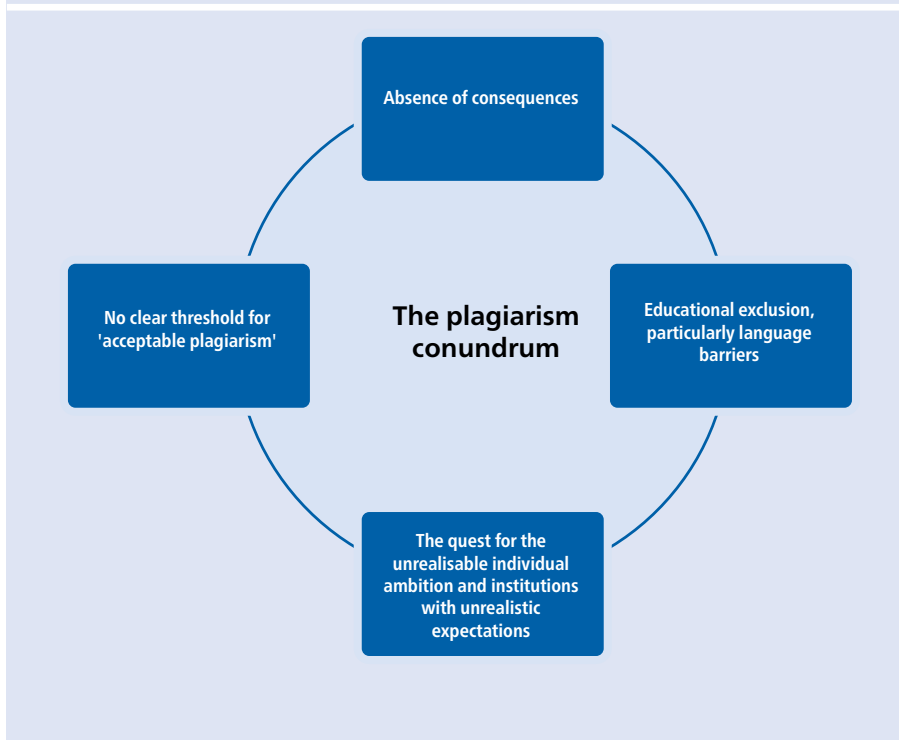 Absence of consequences
No clear threshold for
'acceptable plagiarism'
The plagiarism
conundrum
Educational exclusion,
particularly language
barriers
The quest for the
unrealisable individual
ambition and institutions
with unrealistic
expectations